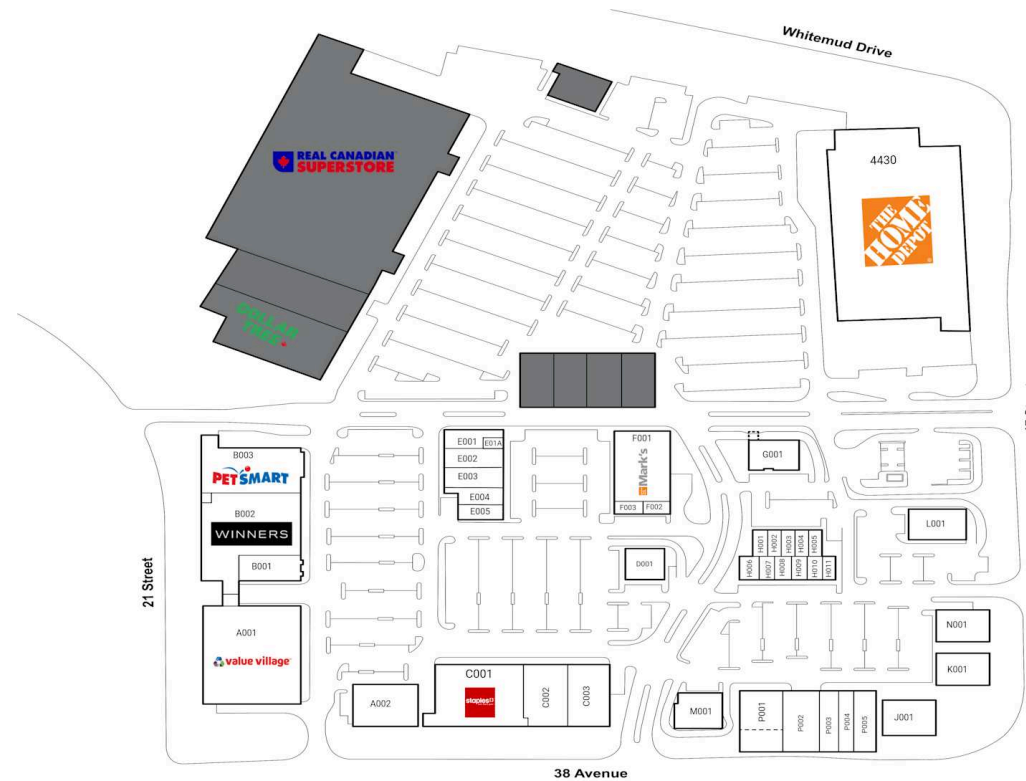 Whitemud Drive
REAL CANADIAN
SUPERSTORE
4430
THE
HOME
DEPOT
DOLLAR
TREE
B003
PETSMART
B002
WINNERS
B001
21 Street
A001
value village
A002
E001
E01A
E002
E003
E004
E005
F001
Mark's
F003
F002
G001
L001
D001
H001
H002
H003
H004
H005
H006
H007
H008
H009
H010
H011
N001
K001
C001
staples
C002
C003
M001
P001
P002
P003
P004
P005
J001
38 Avenue